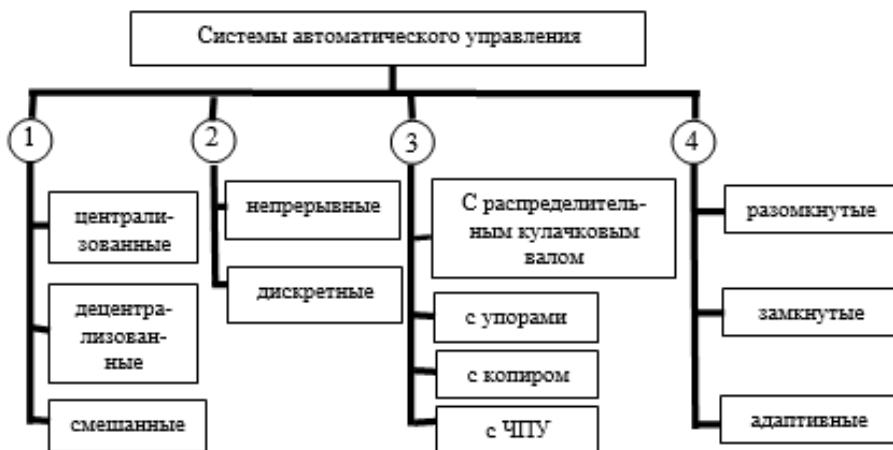 Системы автоматического управления
1
2
3
4
централи-
зованные
децентра-
лизован-
ные
смешанные
непрерывные
дискретные
С распределитель-
ным кулачковым
валом
с упорами
с копиром
с ЧПУ
разомкнутые
замкнутые
адаптивные